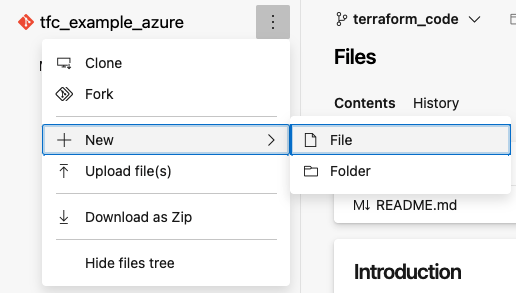 tfc_example_azure
Clone
Fork
New
Upload file(s)
Download as Zip
Hide files tree
File
Folder
terraform_code
Files
Contents History
README.md
Introduction